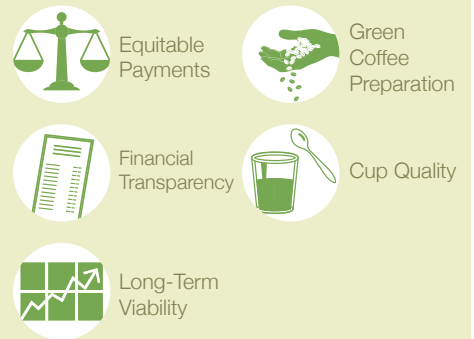 Equitable
Payments
Green
Coffee
Preparation
Financial
Transparency
Cup Quality
Long-Term
Viability